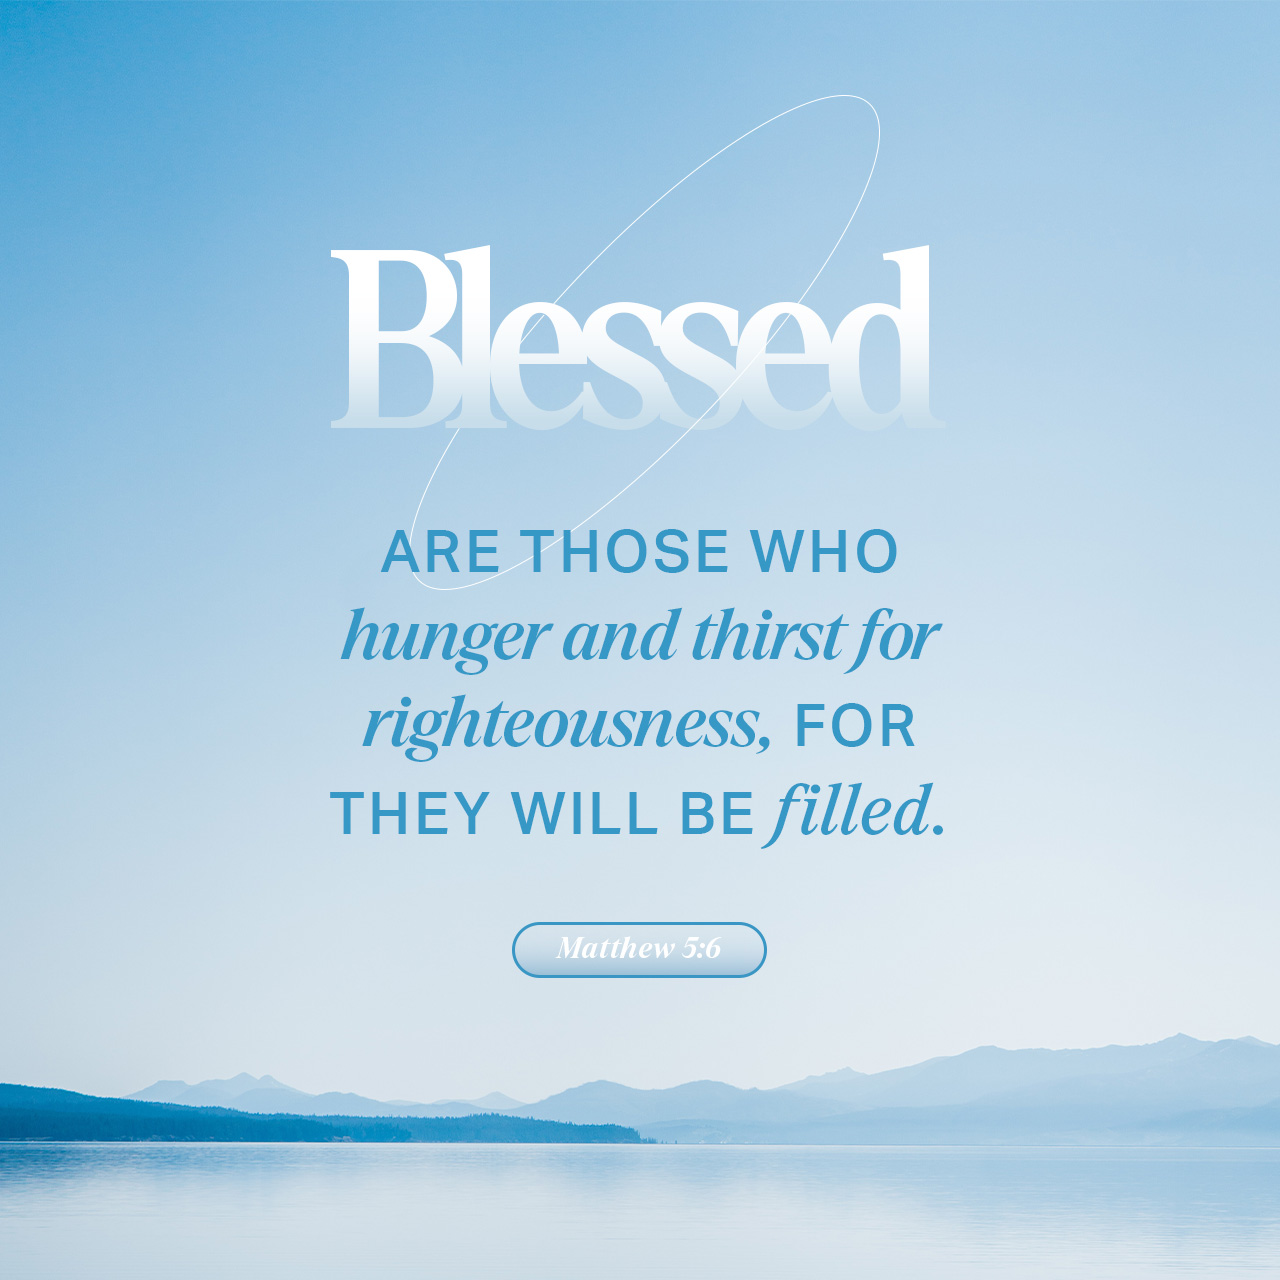 Blessed
ARE THOSE WHO
hunger and thirst for
righteousness, FOR
THEY WILL BE filled.
Matthew 5:6